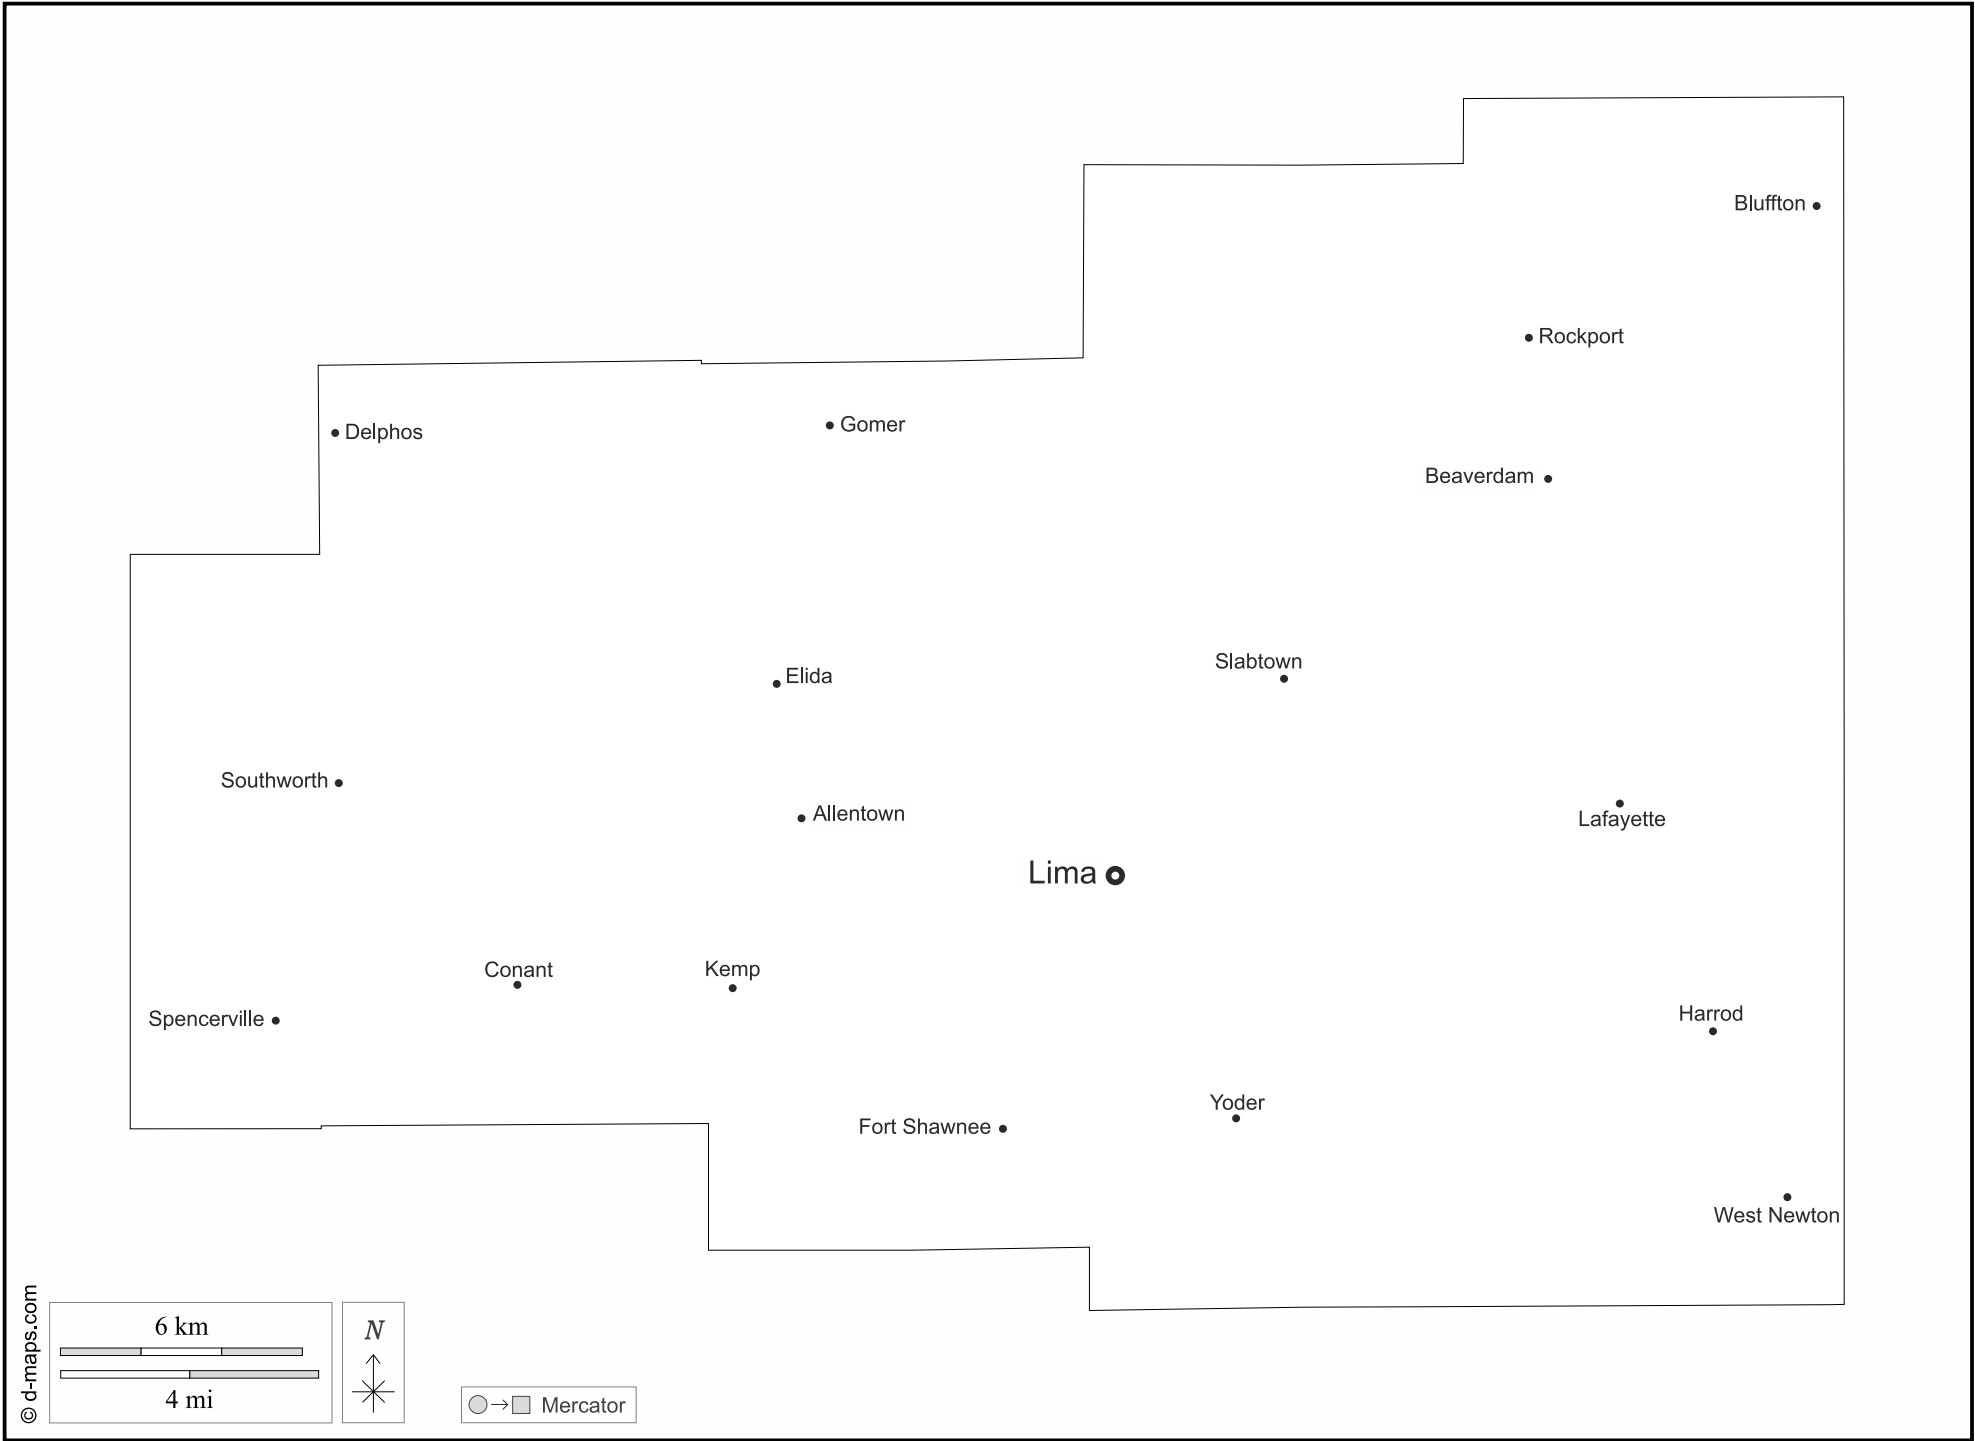 Bluffton
Rockport
Gomer
Delphos
Beaverdam
Slabtown
Elida
Southworth
Allentown
Lafayette
Lima
Kemp
Conant
Harrod
Spencerville
Yoder
Fort Shawnee
West Newton
© d-maps.com
6 km
4 mi
N
Mercator